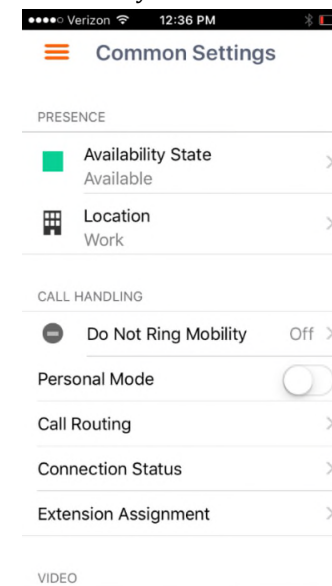 Verizon 12:36 PM
Common Settings
PRESENCE
Availability State
Available
Location
Work
CALL HANDLING
Do Not Ring Mobility Off
Personal Mode
Call Routing
Connection Status
Extension Assignment
VIDEO